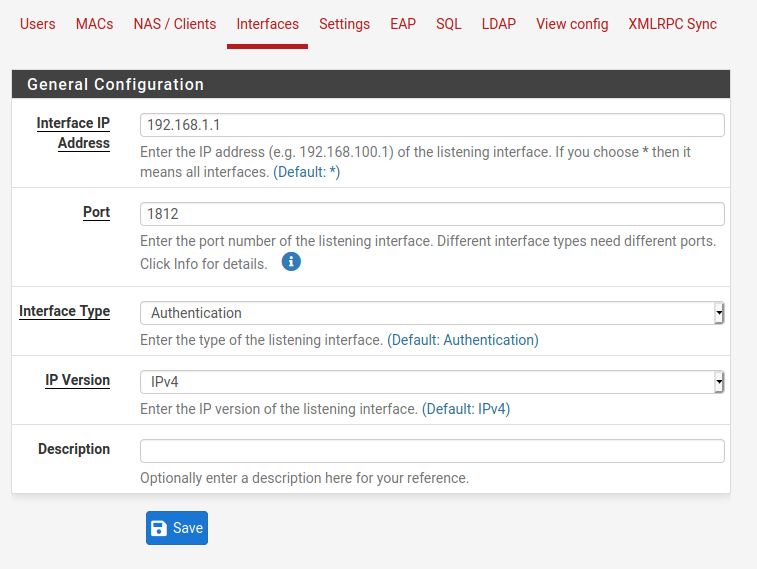 Users MACs NAS / Clients Interfaces Settings EAP SQL LDAP View config XMLRPC Sync
General Configuration
Interface IP Address
192.168.1.1
Enter the IP address (e.g. 192.168.100.1) of the listening interface. If you choose * then it
means all interfaces. (Default: *)
Port
1812
Enter the port number of the listening interface. Different interface types need different ports.
Click Info for details.
Interface Type
Authentication
Enter the type of the listening interface. (Default: Authentication)
IP Version
IPv4
Enter the IP version of the listening interface. (Default: IPv4)
Description
Optionally enter a description here for your reference.
Save